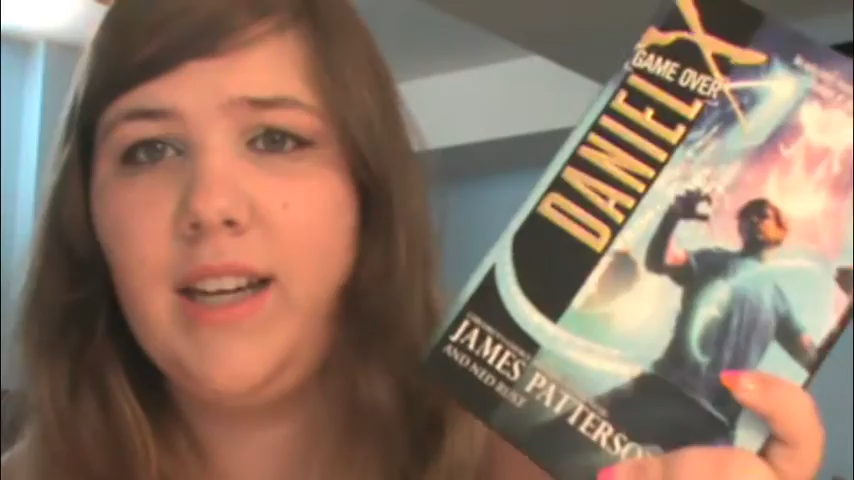 GAME OVER
DANIEL X
JAMES PATTERSON
AND NED RUST